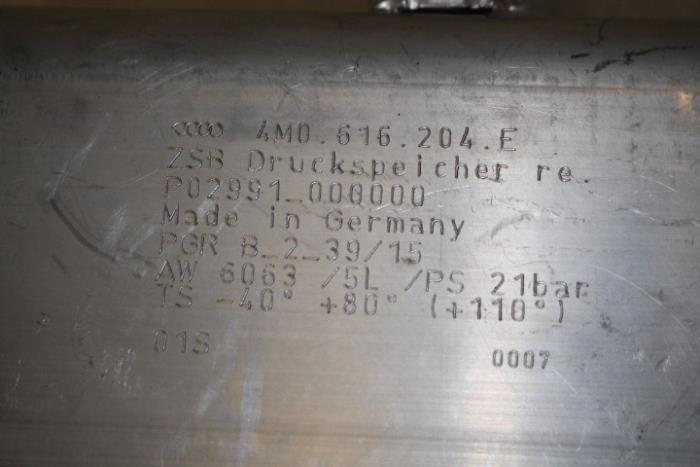 4M0.616.204.E
ZSB Druckspeicher re.
P02991_000000
Made in Germany
PGR B_2_39/15
AW 6063 /5L /PS 21bar
TS -40° +80° (+110°)
01S
0007